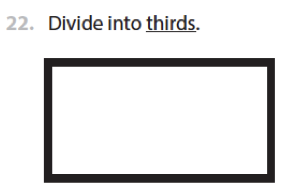 22. Divide into thirds.